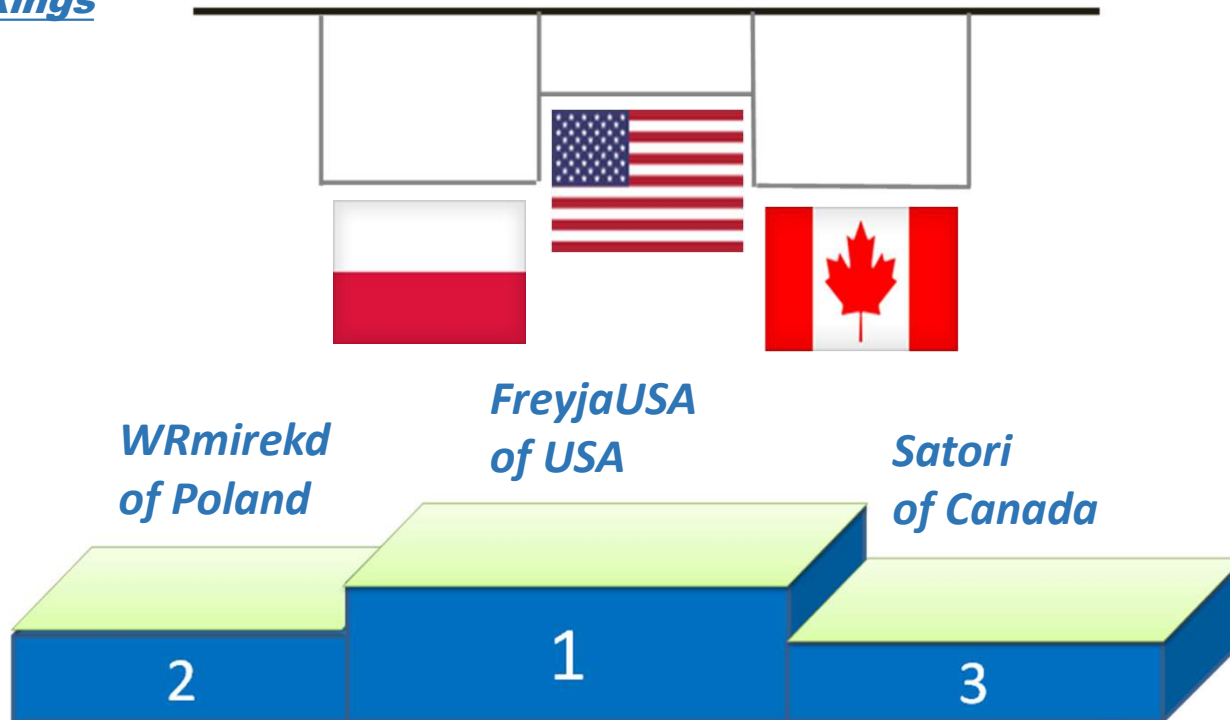 FreyjaUSA
of USA
WRmirekd
of Poland
Satori
of Canada
1
2
3